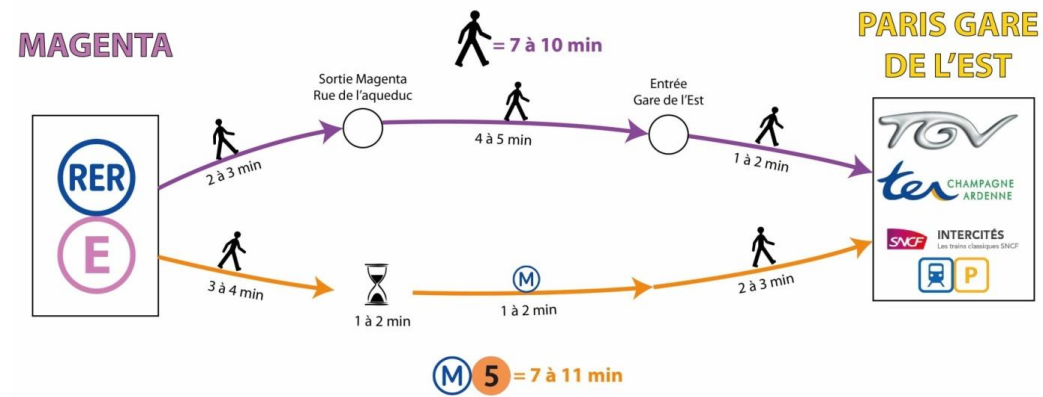 MAGENTA
= 7 à 10 min
PARIS GARE
DE L'EST
Sortie Magenta
Rue de l'aqueduc
Entrée
Gare de l'Est
2 à 3 min
4 à 5 min
1 à 2 min
RER
E
TGV
ter CHAMPAGNE
ARDENNE
SNCF INTERCITÉS
Les trains classiques SNCF
P
3 à 4 min
1 à 2 min
M
1 à 2 min
2 à 3 min
M 5 = 7 à 11 min